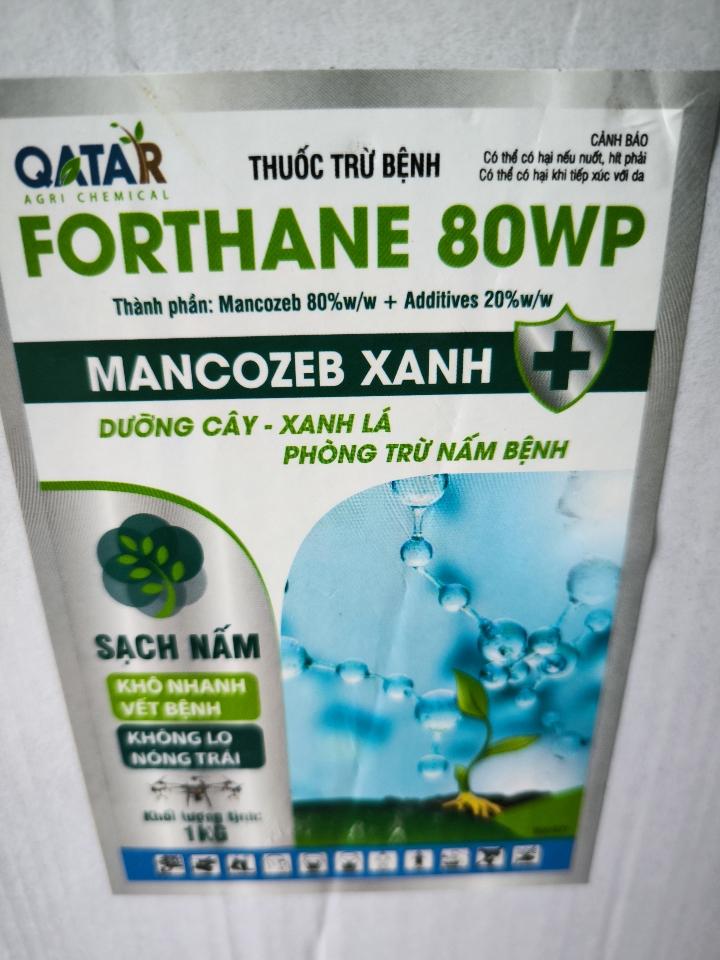 QATAR
AGRI CHEMICAL
THUỐC TRỪ BỆNH
CẢNH BÁO
Có thể có hại nếu nuốt, hít phải
Có thể có hại khi tiếp xúc với da
FORTHANE 80WP
Thành phần: Mancozeb 80%w/w + Additives 20%w/w
MANCOZEB XANH
DƯỠNG CÂY - XANH LÁ
PHÒNG TRỪ NẤM BỆNH
SẠCH NẤM
KHÔ NHANH
VẾT BỆNH
KHÔNG LO
NÓNG TRÁI
Khối lượng tịnh:
1KG